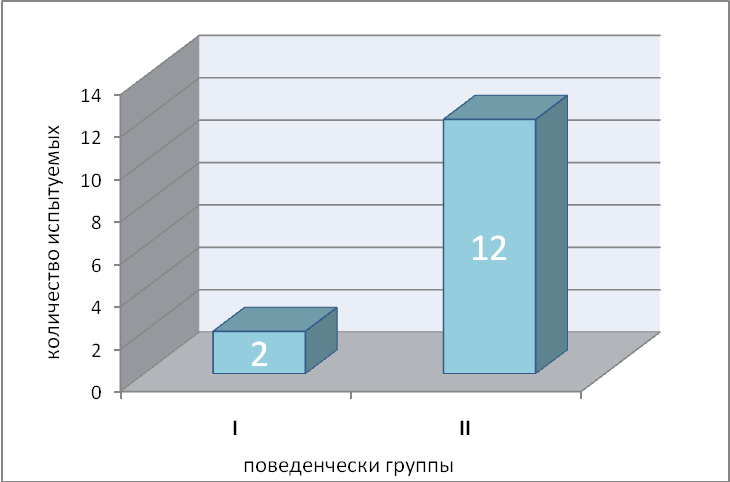 количество испытуемых
14
12
10
8
6
4
2
0
2
12
I
II
поведенчески группы